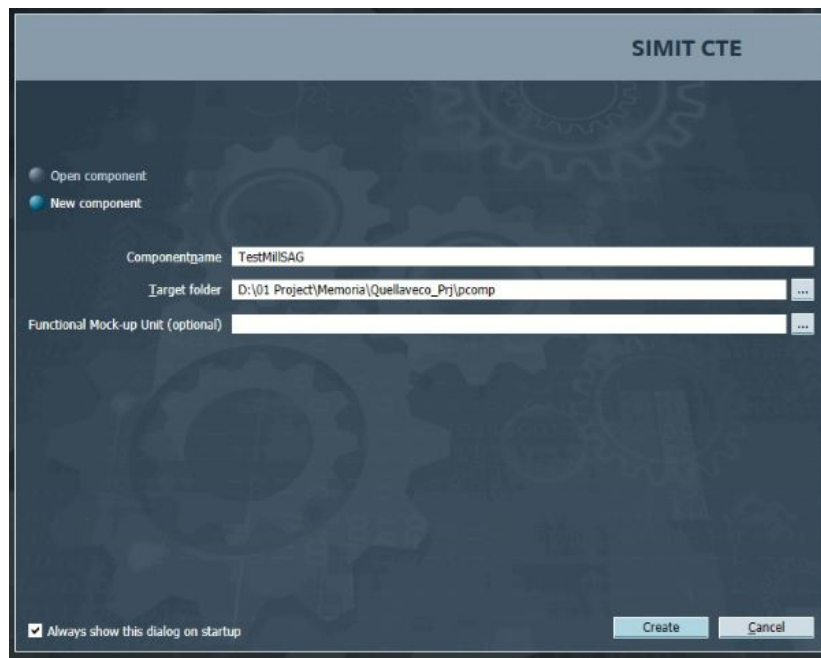 SIMIT CTE
Open component
New component
Componentname TestMillSAG
Target folder D:\01 Project\Memoria\Quellaveco_Prj\pcomp ...
Functional Mock-up Unit (optional) ...
Always show this dialog on startup Create Cancel